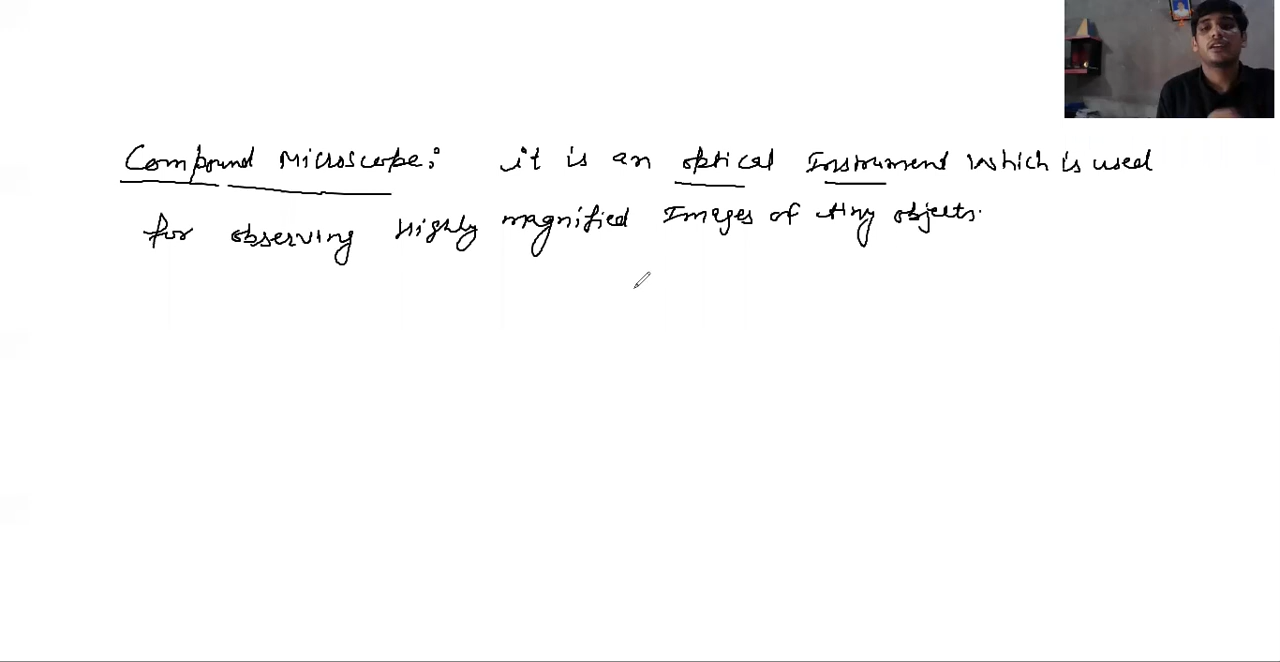 Compound Microscope: it is an optical Instrument which is used
for observing Highly magnified Images of tiny objects.